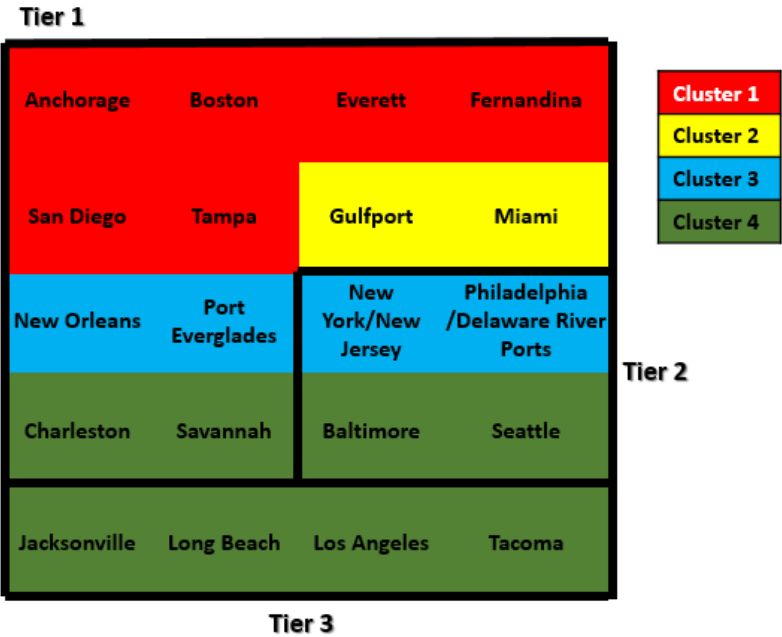 Tier 1
Anchorage Boston Everett Fernandina
San Diego Tampa Gulfport Miami
New Orleans
Port
Everglades
New
York/New
Jersey
Philadelphia
/Delaware River
Ports
Charleston Savannah Baltimore Seattle
Jacksonville Long Beach Los Angeles Tacoma
Cluster 1
Cluster 2
Cluster 3
Cluster 4
Tier 2
Tier 3